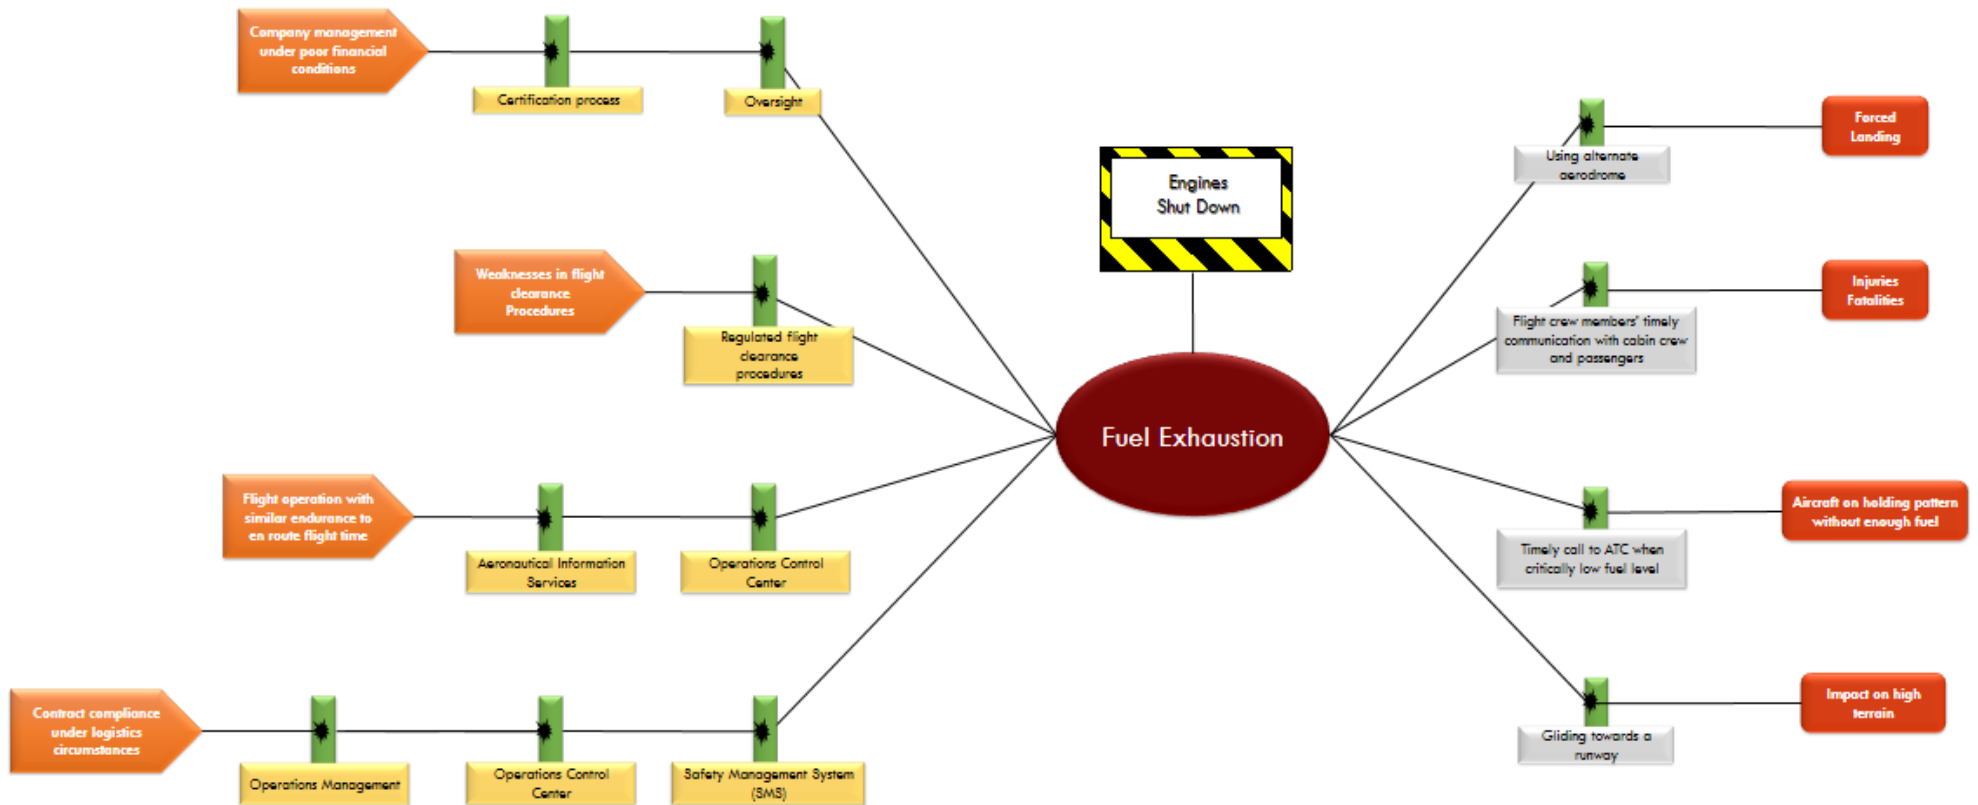 Company management
under poor financial
conditions
Certification process
Oversight
Weaknesses in flight
clearance
Procedures
Regulated flight
clearance
procedures
Flight operation with
similar endurance to
en route flight time
Aeronautical Information
Services
Operations Control
Center
Contract compliance
under logistics
circumstances
Operations Management
Operations Control
Center
Safety Management System
(SMS)
Engines
Shut Down
Fuel Exhaustion
Using alternate
aerodrome
Forced
Landing
Flight crew members' timely
communication with cabin crew
and passengers
Injuries
Fatalities
Timely call to ATC when
critically low fuel level
Aircraft on holding pattern
without enough fuel
Gliding towards a
runway
Impact on high
terrain